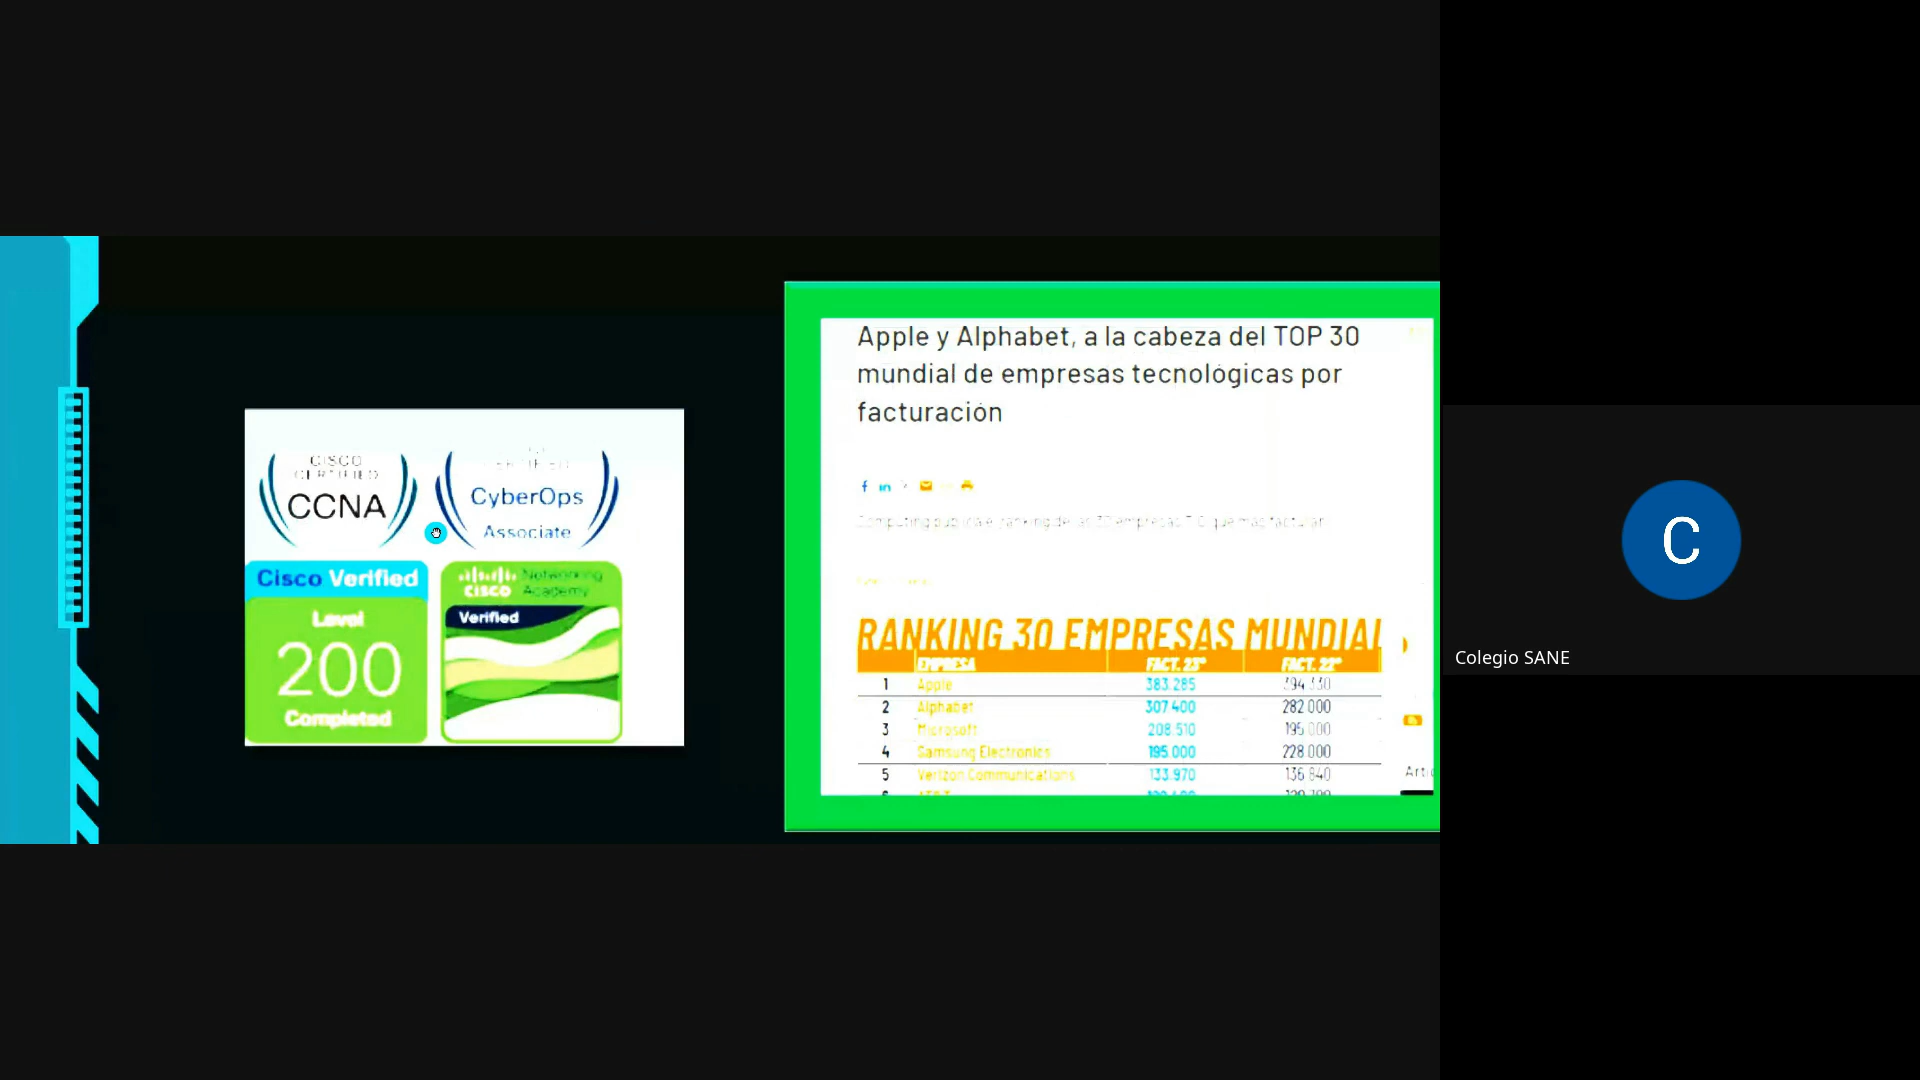 CISCO
CERTIFIED
CCNA
CyberOps
Associate
Cisco Verified
Level
200
Completed
cisco Networking
Academy
Verified
Apple y Alphabet, a la cabeza del TOP 30
mundial de empresas tecnológicas por
facturación
RANKING 30 EMPRESAS MUNDIAL
EMPRESA FACT. 23* FACT. 22*
1 Apple 383.285 394.330
2 Alphabet 307.400 282.000
3 Microsoft 208.510 195.000
4 Samsung Electronics 195.000 228.000
5 Verizon Communications 133.970 136.840
C
Colegio SANE